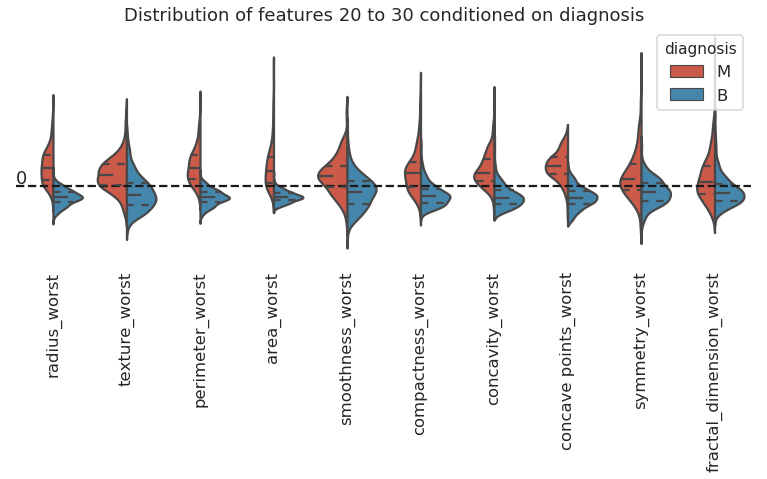 Distribution of features 20 to 30 conditioned on diagnosis
diagnosis
M
B
0
radius_worst
texture_worst
perimeter_worst
area_worst
smoothness_worst
compactness_worst
concavity_worst
concave points_worst
symmetry_worst
fractal_dimension_worst